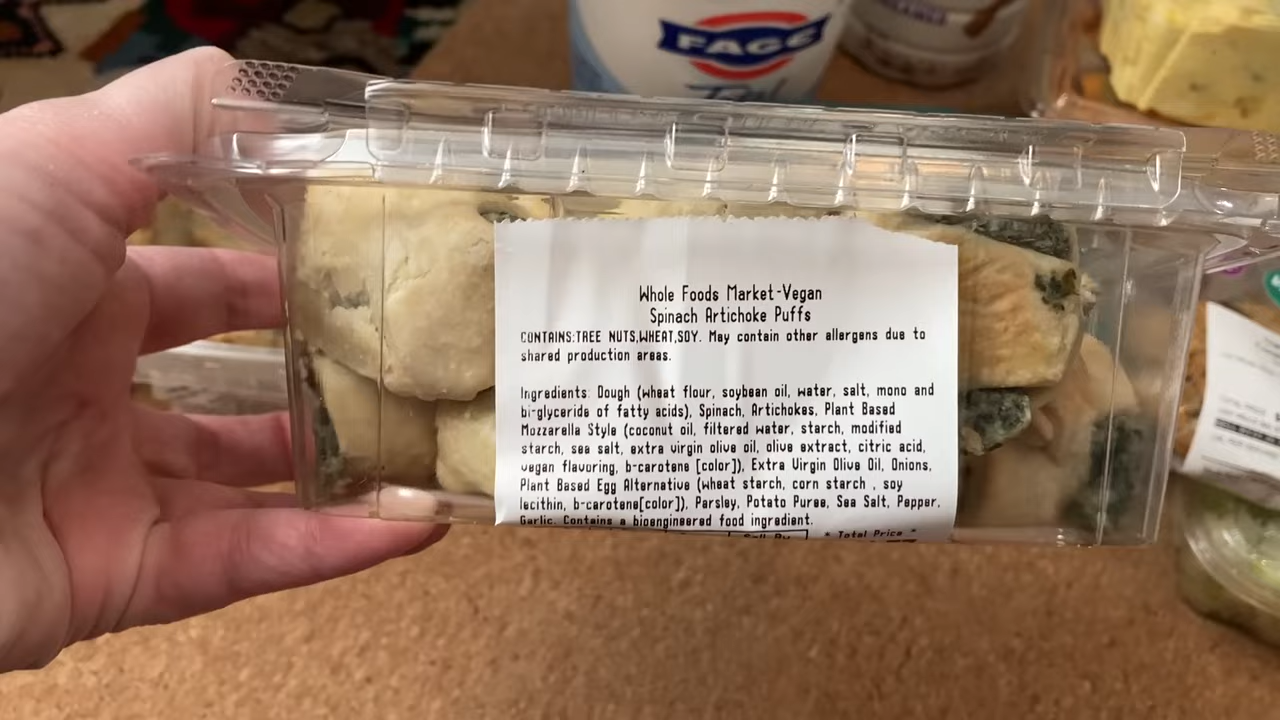 FAGE
Whole Foods Market-Vegan
Spinach Artichoke Puffs
CONTAINS:TREE NUTS,WHEAT,SOY. May contain other allergens due to
shared production areas.
Ingredients: Dough (wheat flour, soybean oil, water, salt, mono and
bi-glyceride of fatty acids), Spinach, Artichokes, Plant Based
Mozzarella Style (coconut oil, filtered water, starch, modified
starch, sea salt, extra virgin olive oil, olive extract, citric acid,
vegan flavoring, b-carotene [color]), Extra Virgin Olive Oil, Onions,
Plant Based Egg Alternative (wheat starch, corn starch , soy
lecithin, b-carotene[color]), Parsley, Potato Puree, Sea Salt, Pepper,
Garlic. Contains a bioengineered food ingredient.
Sell By * Total Price *